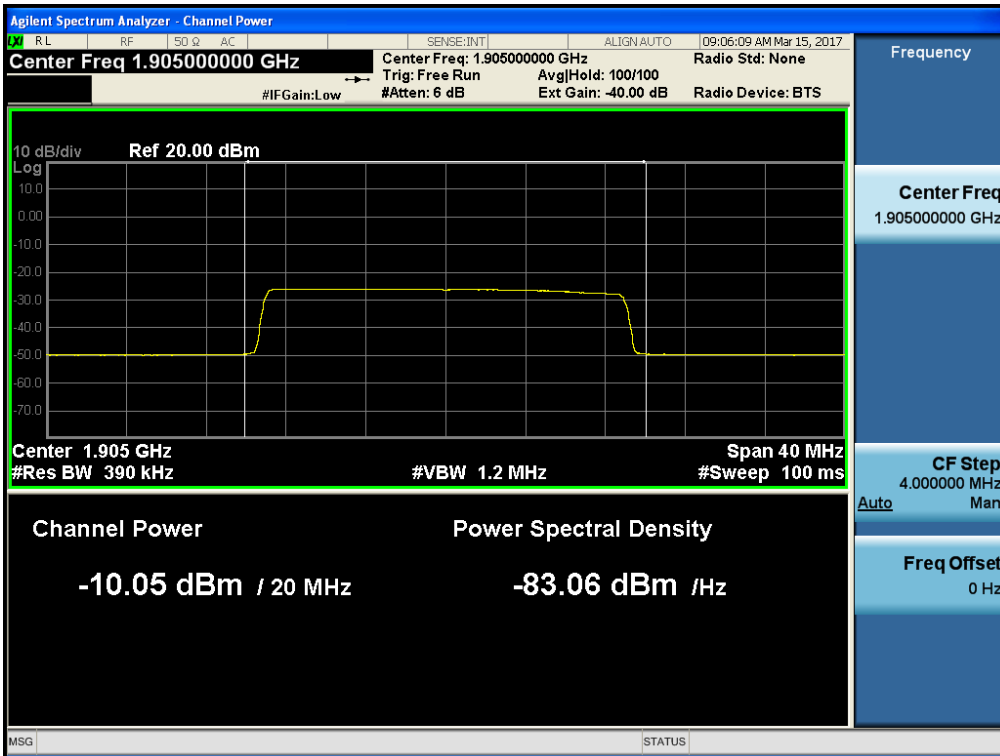 Agilent Spectrum Analyzer - Channel Power
LXI RL RF 50 Ω AC SENSE:INT ALIGN AUTO 09:06:09 AM Mar 15, 2017
Center Freq 1.905000000 GHz
Center Freq: 1.905000000 GHz Radio Std: None
Trig: Free Run Avg|Hold: 100/100
#IFGain:Low #Atten: 6 dB Ext Gain: -40.00 dB Radio Device: BTS
10 dB/div Ref 20.00 dBm
Log
10.0
0.00
-10.0
-20.0
-30.0
-40.0
-50.0
-60.0
-70.0
Center 1.905 GHz Span 40 MHz
#Res BW 390 kHz #VBW 1.2 MHz #Sweep 100 ms
Channel Power Power Spectral Density
-10.05 dBm / 20 MHz -83.06 dBm /Hz
Frequency
Center Freq
1.905000000 GHz
CF Step
4.000000 MHz
Auto Man
Freq Offset
0 Hz
MSG STATUS